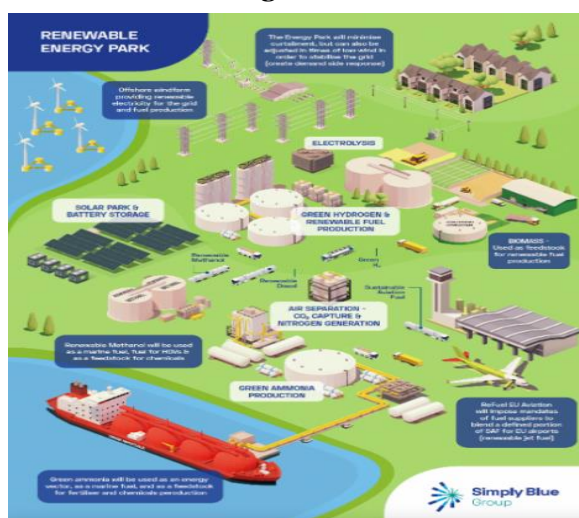 RENEWABLE
ENERGY PARK
The Energy Park will minimise
curtailment, but can also be
adjusted in times of low wind in
order to stabilise the grid
(create demand side response)
Offshore windfarm
providing renewable
electricity for the grid
and fuel production
ELECTROLYSIS
SOLAR PARK &
BATTERY STORAGE
GREEN HYDROGEN &
RENEWABLE FUEL
PRODUCTION
BIOMASS -
Used as feedstock
for renewable fuel
production
Renewable
Methanol
Green
H₂
Renewable
Diesel
Sustainable
Aviation
Fuel
AIR SEPARATION -
CO₂ CAPTURE &
NITROGEN GENERATION
Renewable Methanol will be used
as a marine fuel, fuel for HGVs &
as a feedstock for chemicals
GREEN AMMONIA
PRODUCTION
ReFuel EU Aviation
will impose mandates
of fuel suppliers to
blend a defined portion
of SAF for EU airports
(renewable jet fuel)
Green ammonia will be used as an energy
vector, as a marine fuel, and as a feedstock
for fertiliser and chemicals production
Simply Blue
Group